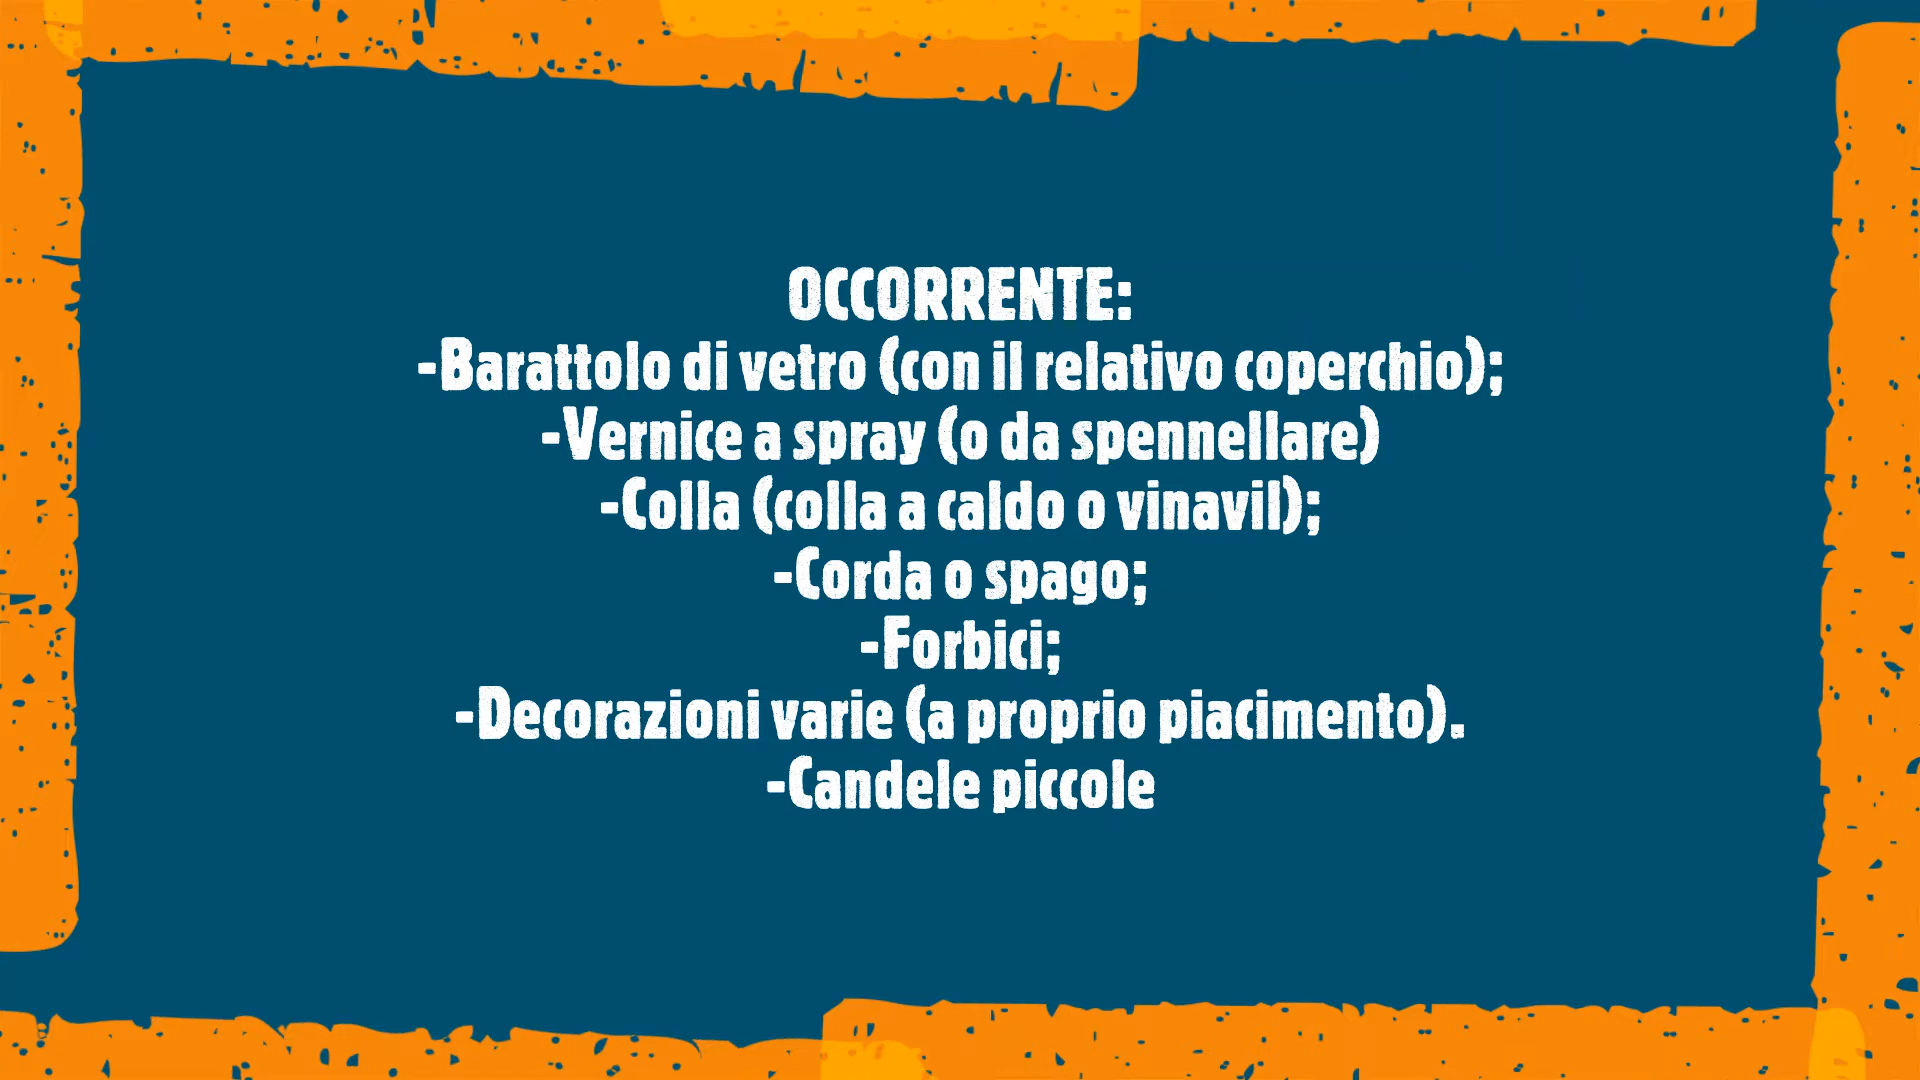 OCCORRENTE:
-Barattolo di vetro (con il relativo coperchio);
-Vernice a spray (o da spennellare)
-Colla (colla a caldo o vinavil);
-Corda o spago;
-Forbici;
-Decorazioni varie (a proprio piacimento).
-Candele piccole